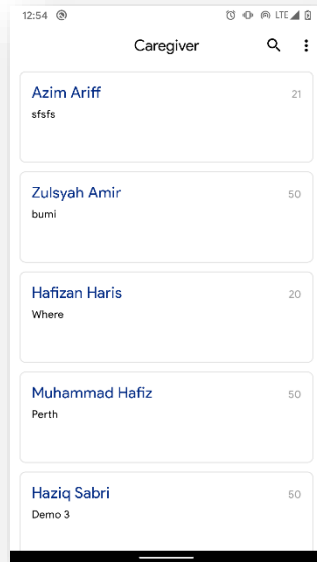 12:54 LTE
Caregiver
Azim Ariff 21
sfsfs
Zulsyah Amir 50
bumi
Hafizan Haris 20
Where
Muhammad Hafiz 50
Perth
Haziq Sabri 50
Demo 3